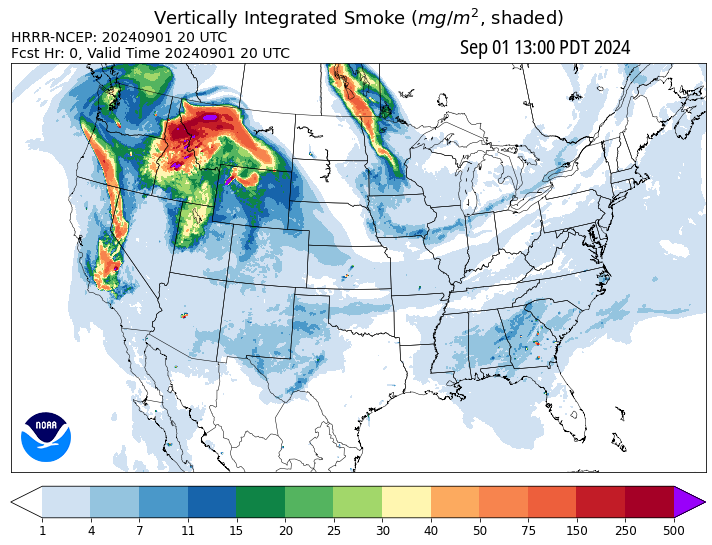 Vertically Integrated Smoke (mg/m², shaded)
HRRR-NCEP: 20240901 20 UTC
Fcst Hr: 0, Valid Time 20240901 20 UTC
Sep 01 13:00 PDT 2024
NOAA
1 4 7 11 15 20 25 30 40 50 75 150 250 500